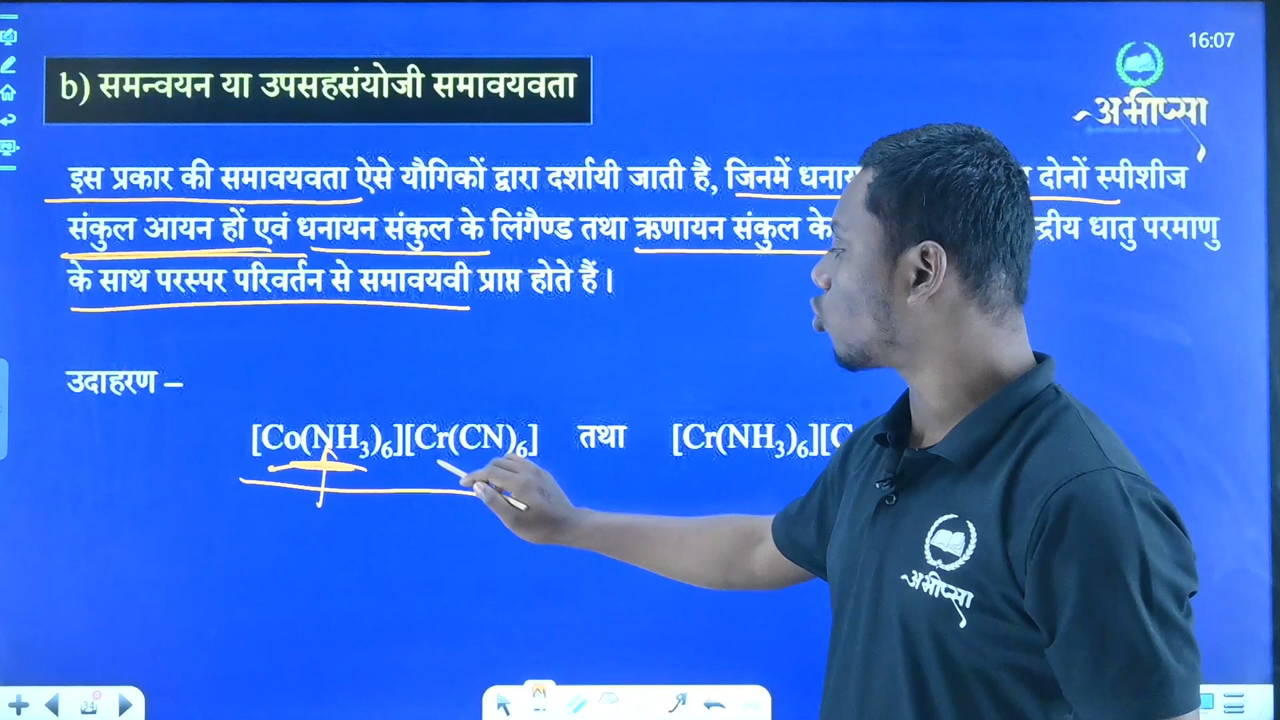 16:07
b) समन्वयन या उपसहसंयोजी समावयवता
अभीप्सा
इस प्रकार की समावयवता ऐसे यौगिकों द्वारा दर्शायी जाती है, जिनमें दोनों स्पीशीज
संकुल आयन हों एवं धनायन संकुल के लिंगैण्ड तथा ऋणायन संकुल के धातु परमाणु
के साथ परस्पर परिवर्तन से समावयवी प्राप्त होते हैं।
उदाहरण –
[Co(NH₃)₆][Cr(CN)₆] तथा [Cr(NH₃)₆][C
अभीप्सा